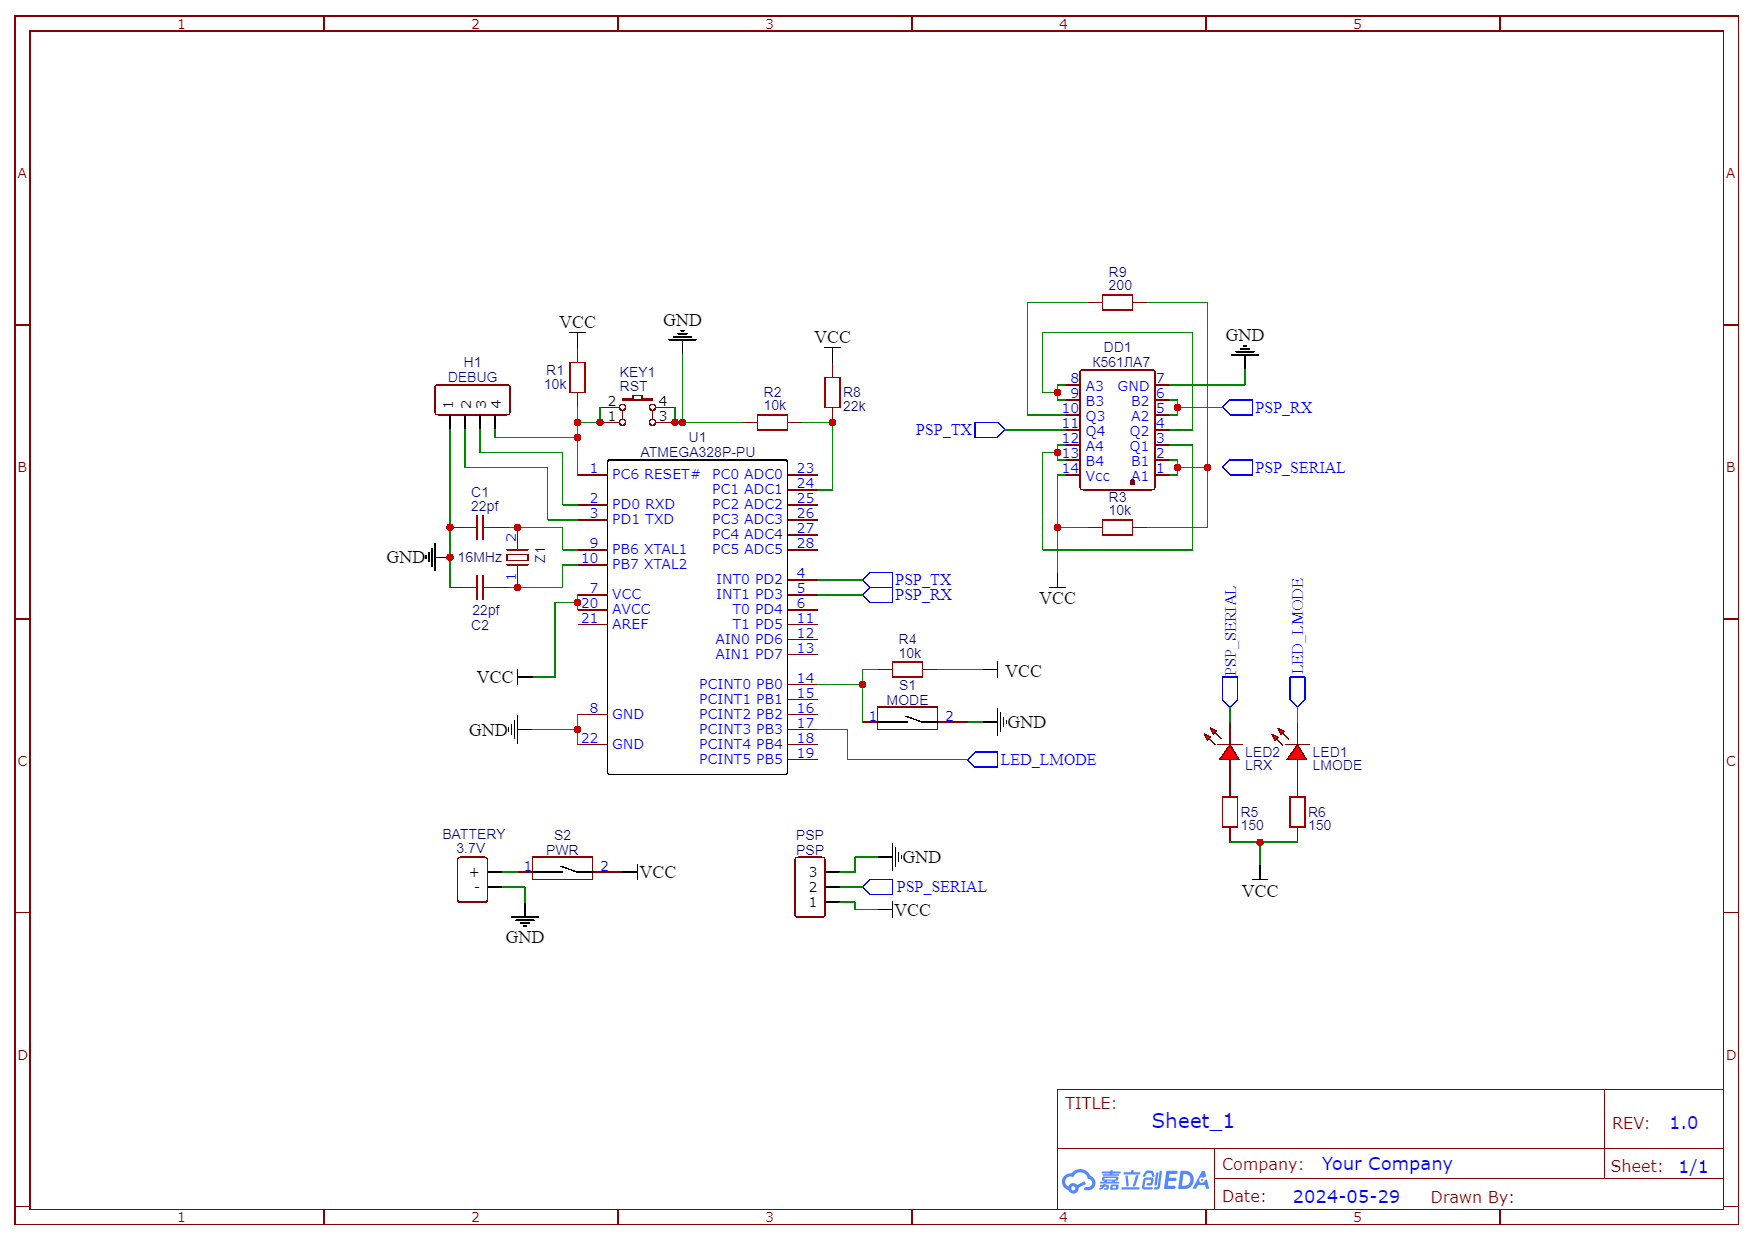 1 2 3 4 5
A A
B B
C C
D D
R9
200
VCC
GND
VCC
GND
DD1
К561ЛА7
H1
DEBUG
1 2 3 4
R1
10k
KEY1
RST
2 4
1 3
R2
10k
R8
22k
8 A3 GND 7
9 B3 B2 6
10 Q3 A2 5
11 Q4 Q2 4
12 A4 Q1 3
13 B4 B1 2
14 Vcc A1 1
PSP_RX
PSP_TX
PSP_SERIAL
R3
10k
VCC
U1
ATMEGA328P-PU
1 PC6 RESET# PC0 ADC0 23
PC1 ADC1 24
2 PD0 RXD PC2 ADC2 25
3 PD1 TXD PC3 ADC3 26
PC4 ADC4 27
9 PB6 XTAL1 PC5 ADC5 28
10 PB7 XTAL2
INT0 PD2 4
7 VCC INT1 PD3 5
20 AVCC T0 PD4 6
21 AREF T1 PD5 11
AIN0 PD6 12
AIN1 PD7 13
PCINT0 PB0 14
PCINT1 PB1 15
8 GND PCINT2 PB2 16
PCINT3 PB3 17
22 GND PCINT4 PB4 18
PCINT5 PB5 19
C1
22pf
GND
16MHz
2
1
Z1
22pf
C2
VCC
GND
PSP_TX
PSP_RX
R4
10k
VCC
S1
MODE
1 2
GND
LED_LMODE
PSP_SERIAL
LED_LMODE
LED2
LRX
LED1
LMODE
R5
150
R6
150
VCC
BATTERY
3.7V
+
-
S2
PWR
1 2
VCC
GND
PSP
PSP
3
2
1
GND
PSP_SERIAL
VCC
TITLE:
Sheet_1
REV: 1.0
嘉立创EDA
Company: Your Company
Sheet: 1/1
Date: 2024-05-29 Drawn By:
1 2 3 4 5